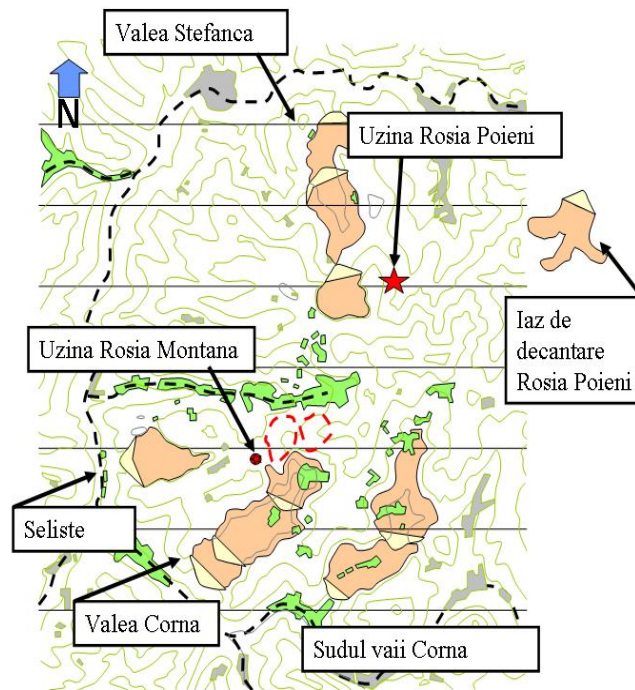 Valea Stefanca
N
Uzina Rosia Poieni
Iaz de
decantare
Rosia Poieni
Uzina Rosia Montana
Seliste
Valea Corna
Sudul vaii Corna